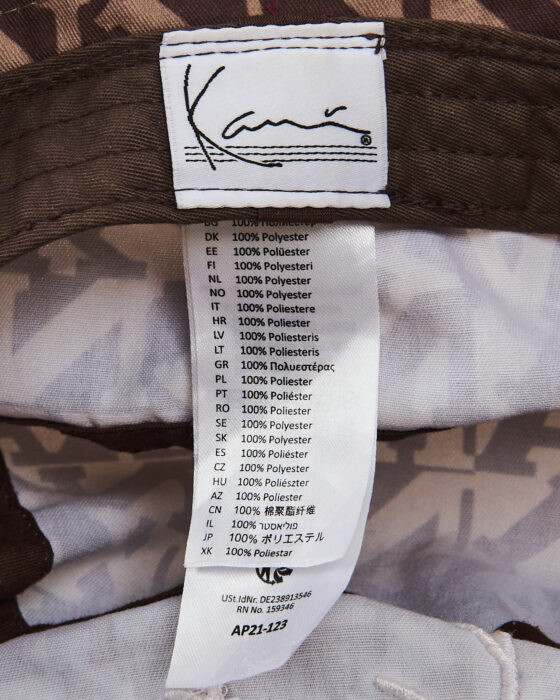 Kani
®
DK 100% Polyester
EE 100% Polüester
FI 100% Polyesteri
NL 100% Polyester
NO 100% Polyester
IT 100% Poliestere
HR 100% Poliester
LV 100% Poliesteris
LT 100% Poliesteris
GR 100% Πολυεστέρας
PL 100% Poliester
PT 100% Poliéster
RO 100% Poliester
SE 100% Polyester
SK 100% Polyester
ES 100% Poliéster
CZ 100% Polyester
HU 100% Poliészter
AZ 100% Poliester
CN 100% 棉聚酯纤维
IL 100% פוליאסטר
JP 100% ポリエステル
XK 100% Poliestar
USt.IdNr. DE238913546
RN No. 159346
AP21-123